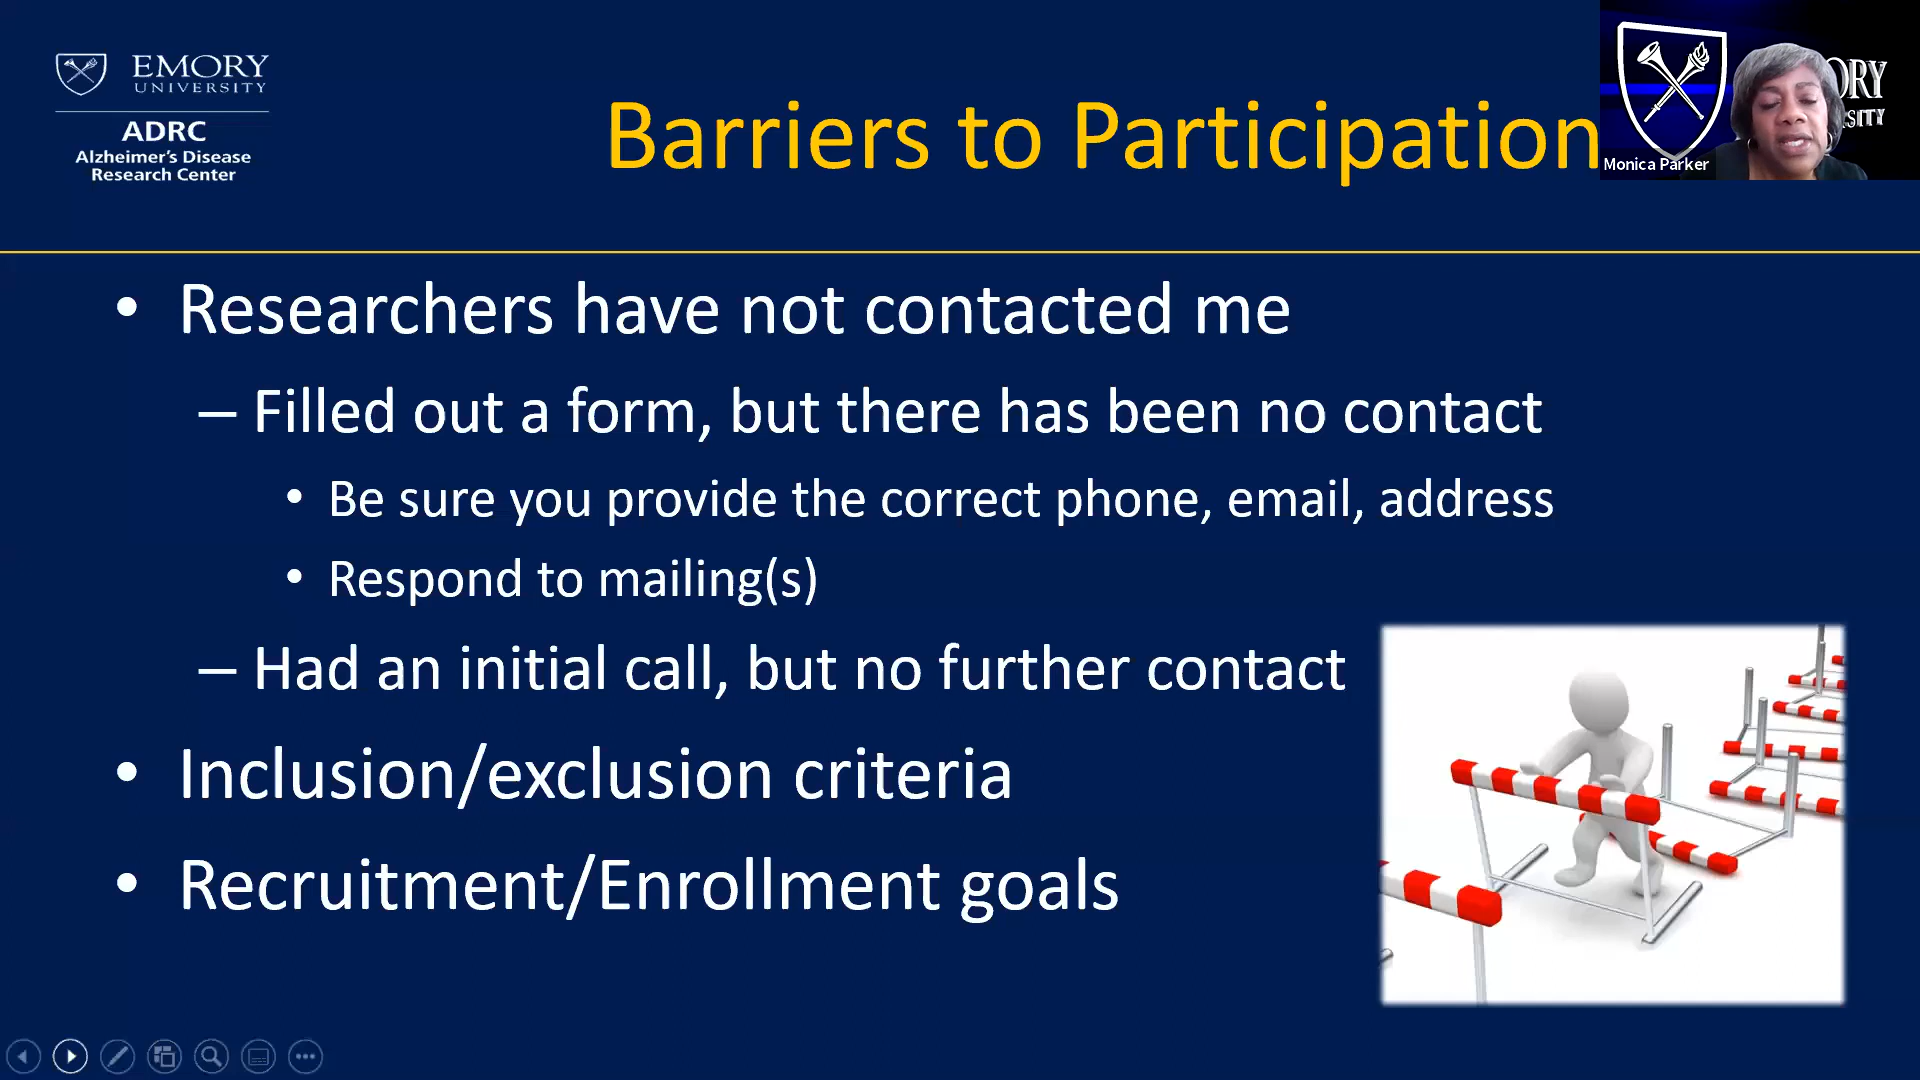 EMORY
UNIVERSITY
ADRC
Alzheimer's Disease
Research Center
Barriers to Participation
ORY
SITY
Monica Parker
• Researchers have not contacted me
– Filled out a form, but there has been no contact
• Be sure you provide the correct phone, email, address
• Respond to mailing(s)
– Had an initial call, but no further contact
• Inclusion/exclusion criteria
• Recruitment/Enrollment goals